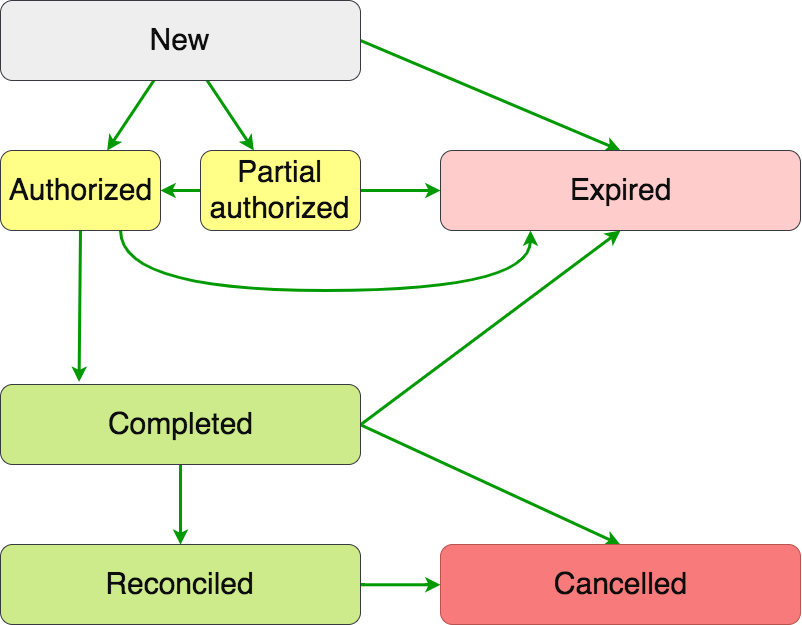 New
Authorized
Partial
authorized
Expired
Completed
Reconciled
Cancelled